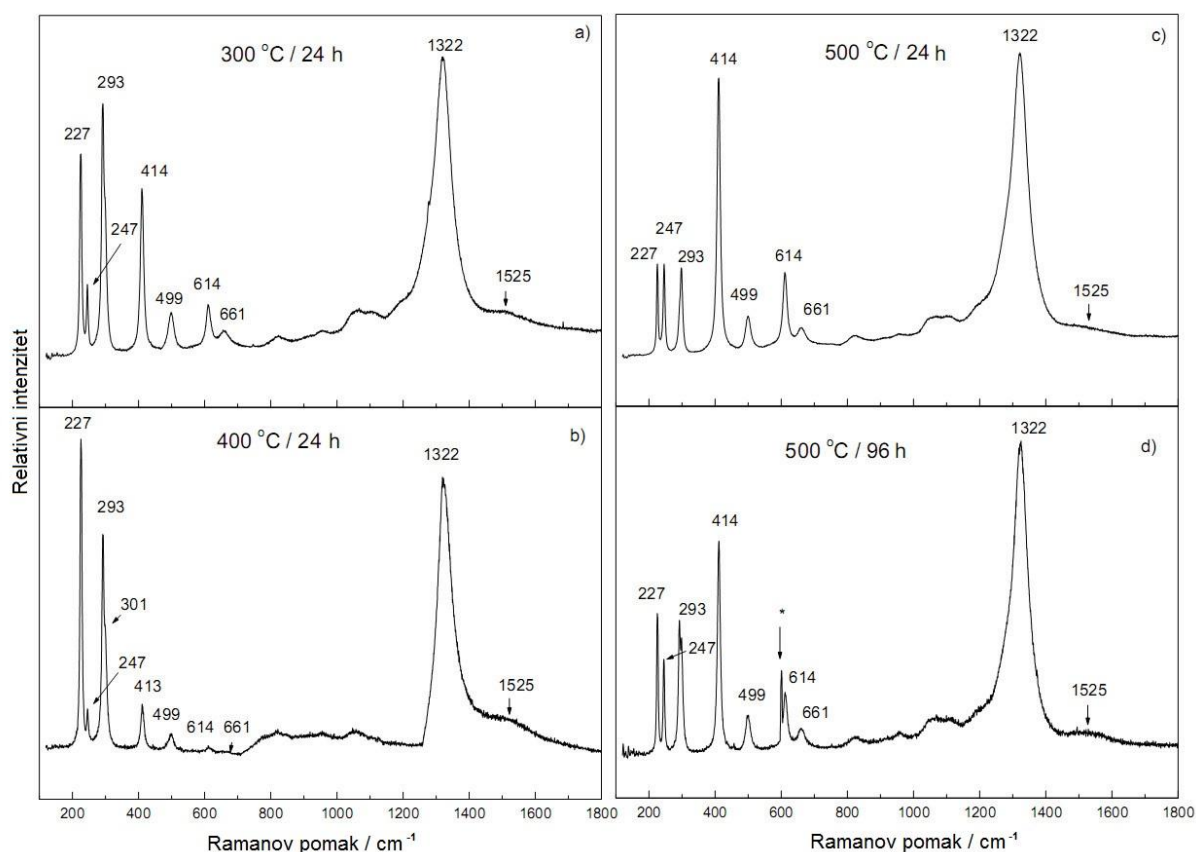 Relativni intenzitet
300 °C / 24 h
a)
227
247
293
414
499
614
661
1322
1525
400 °C / 24 h
b)
227
247
293
301
413
499
614
661
1322
1525
200 400 600 800 1000 1200 1400 1600 1800
Ramanov pomak / cm⁻¹
500 °C / 24 h
c)
227
247
293
414
499
614
661
1322
1525
500 °C / 96 h
d)
227
247
293
414
499
*
614
661
1322
1525
200 400 600 800 1000 1200 1400 1600 1800
Ramanov pomak / cm⁻¹